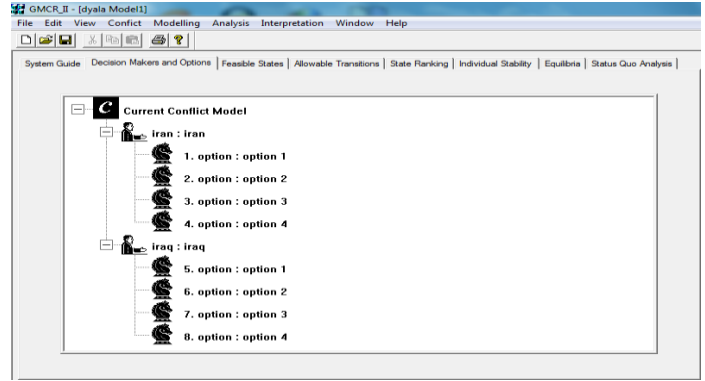 GMCR_II - [dyala Model1]
File Edit View Confict Modelling Analysis Interpretation Window Help
System Guide Decision Makers and Options Feasible States Allowable Transitions State Ranking Individual Stability Equilibria Status Quo Analysis
C Current Conflict Model
iran : iran
1. option : option 1
2. option : option 2
3. option : option 3
4. option : option 4
iraq : iraq
5. option : option 1
6. option : option 2
7. option : option 3
8. option : option 4